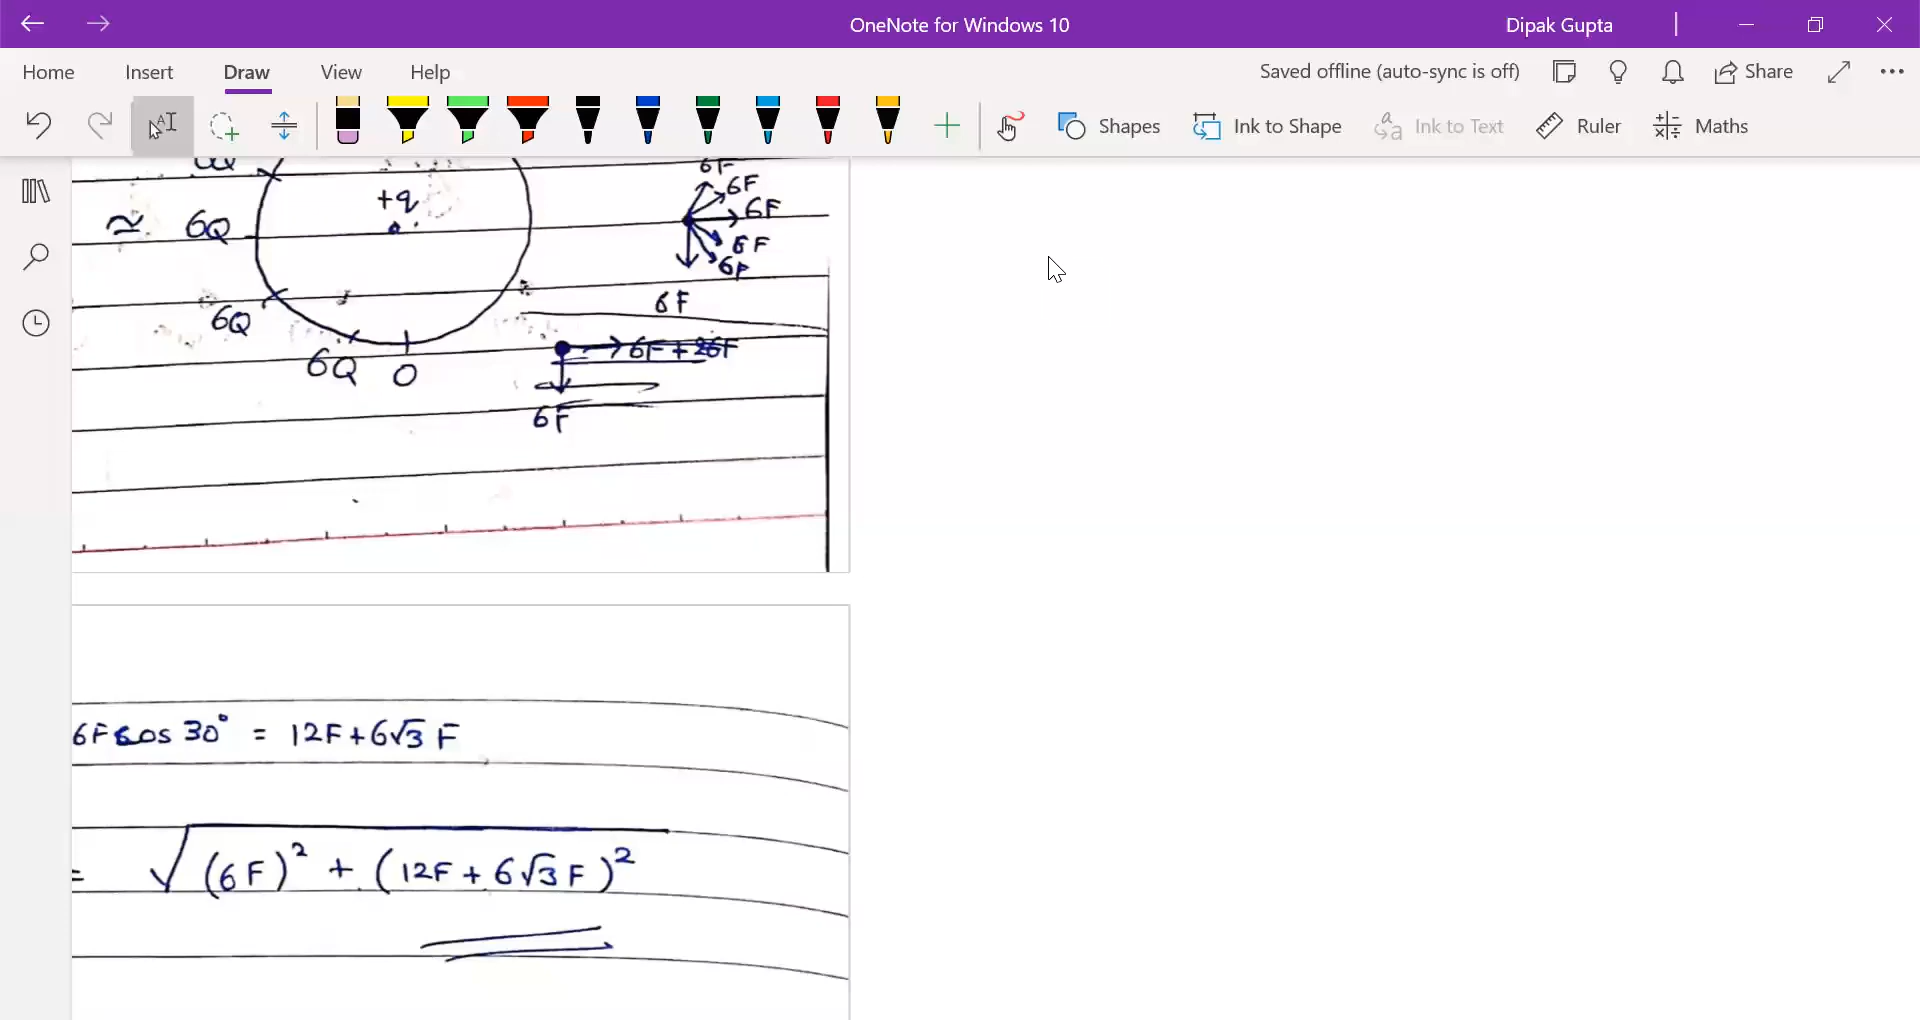 OneNote for Windows 10
Dipak Gupta
Home Insert Draw View Help
Saved offline (auto-sync is off) Share
Shapes Ink to Shape Ink to Text Ruler Maths
6F
+q 6F
≃ 6Q 6F
6F
6F
6F
6Q
6F
6Q 0
6F
6F cos 30° = 12F + 6√3 F
= √(6F)² + (12F + 6√3 F)²